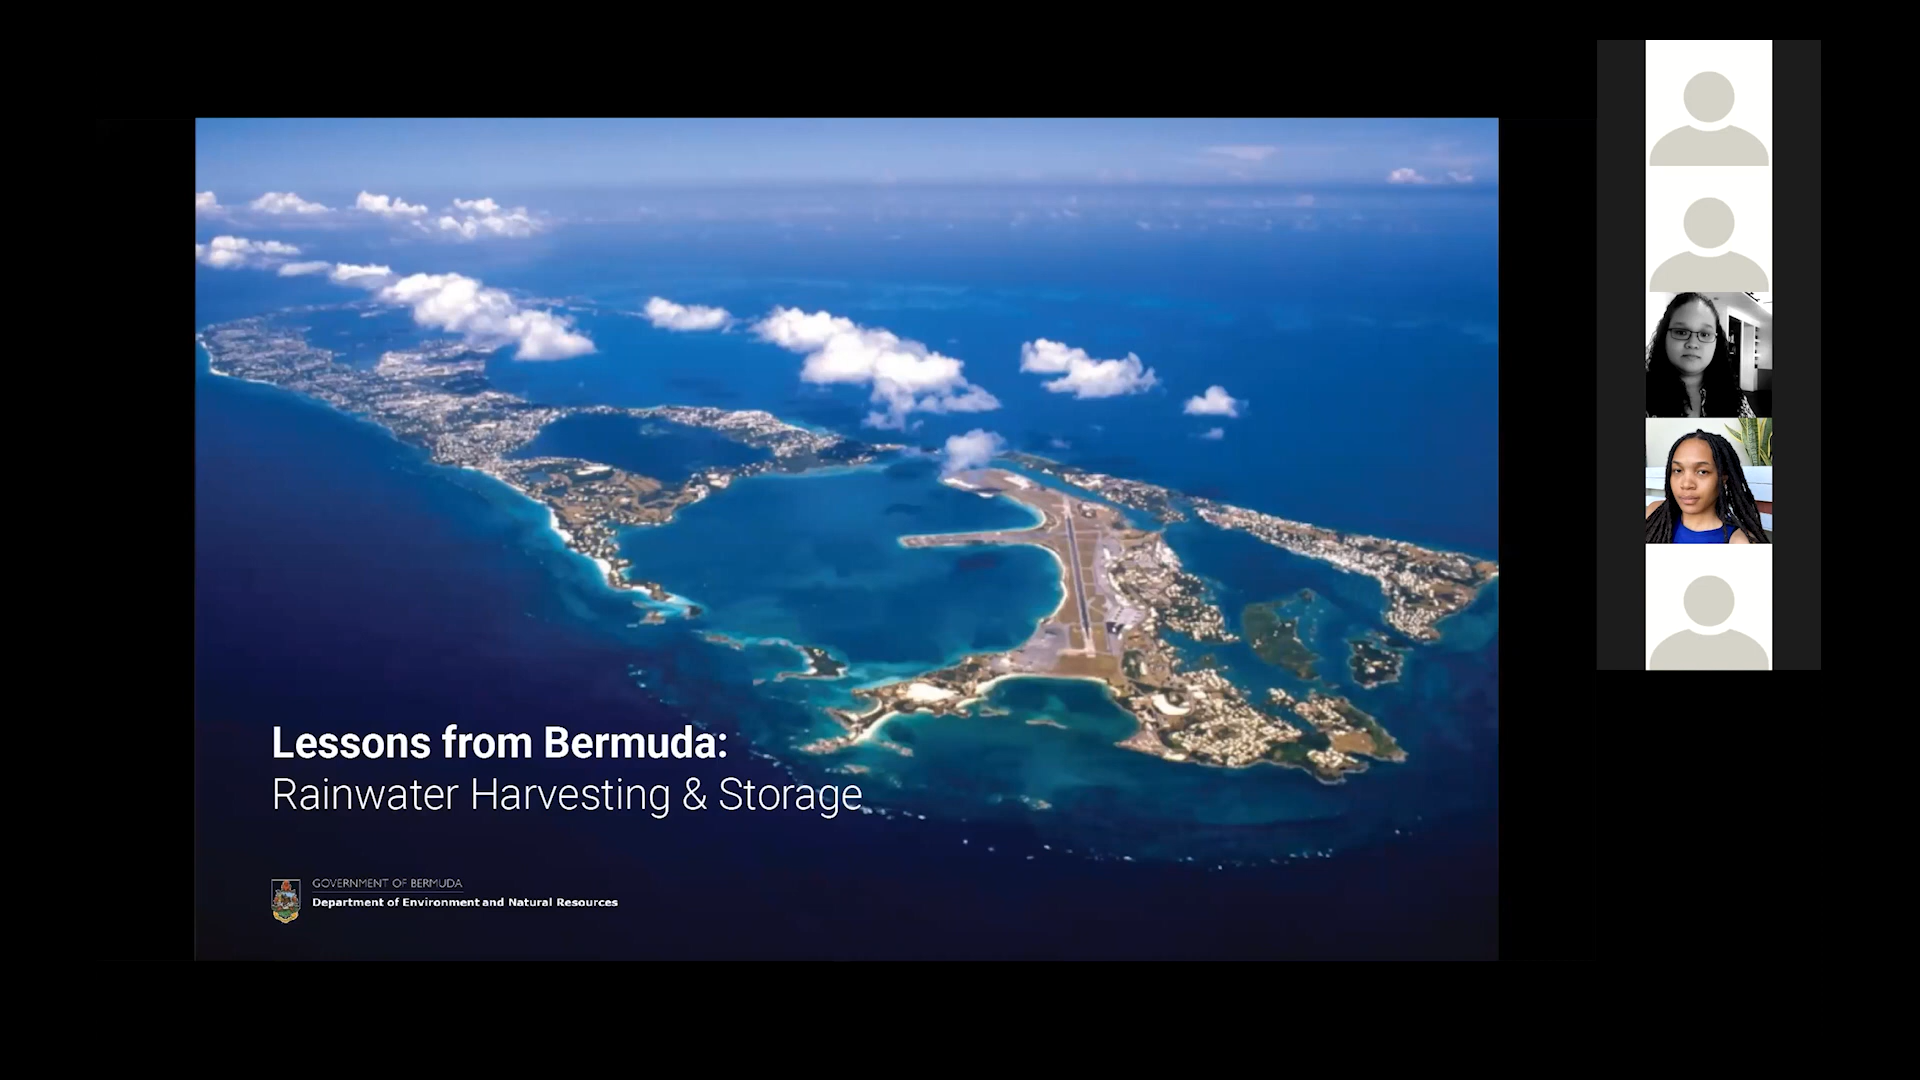 Lessons from Bermuda:
Rainwater Harvesting & Storage
GOVERNMENT OF BERMUDA
Department of Environment and Natural Resources